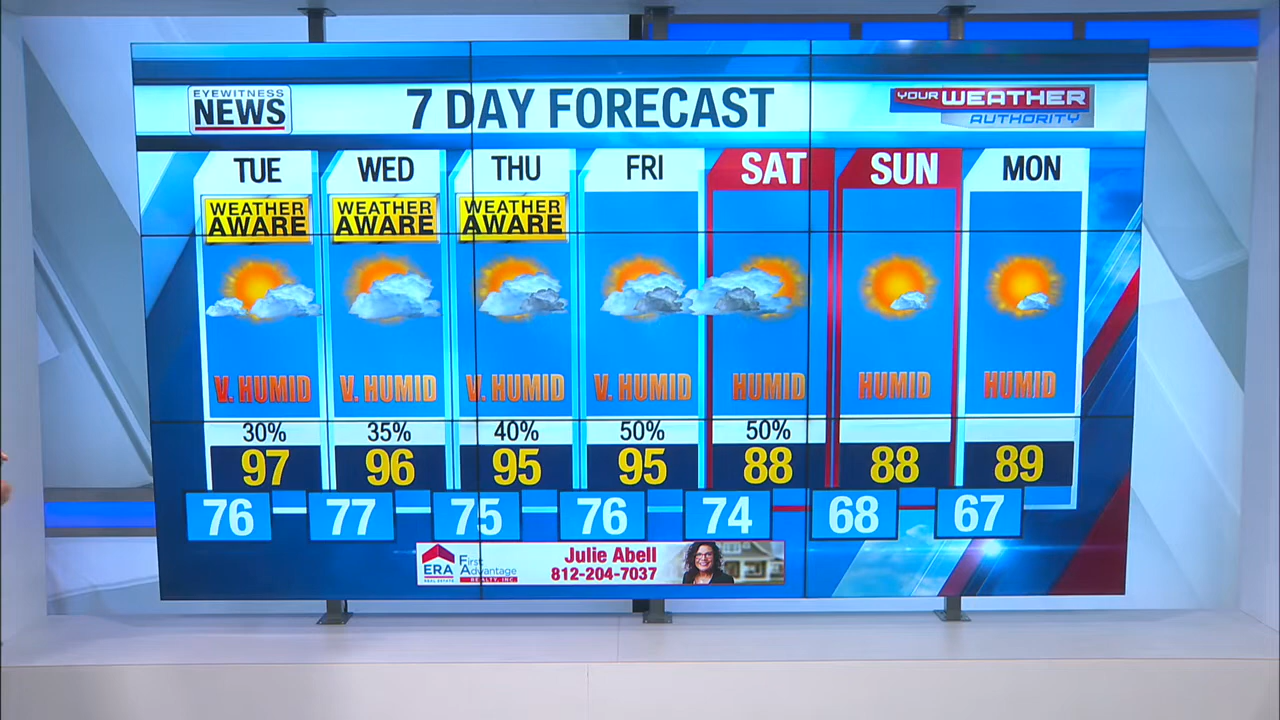 EYEWITNESS
NEWS
7 DAY FORECAST
YOUR WEATHER
AUTHORITY
TUE WED THU FRI SAT SUN MON
WEATHER AWARE WEATHER AWARE WEATHER AWARE
V. HUMID V. HUMID V. HUMID V. HUMID HUMID HUMID HUMID
30% 35% 40% 50% 50%
97 96 95 95 88 88 89
76 77 75 76 74 68 67
ERA
REAL ESTATE
First
Advantage
REALTY, INC.
Julie Abell
812-204-7037